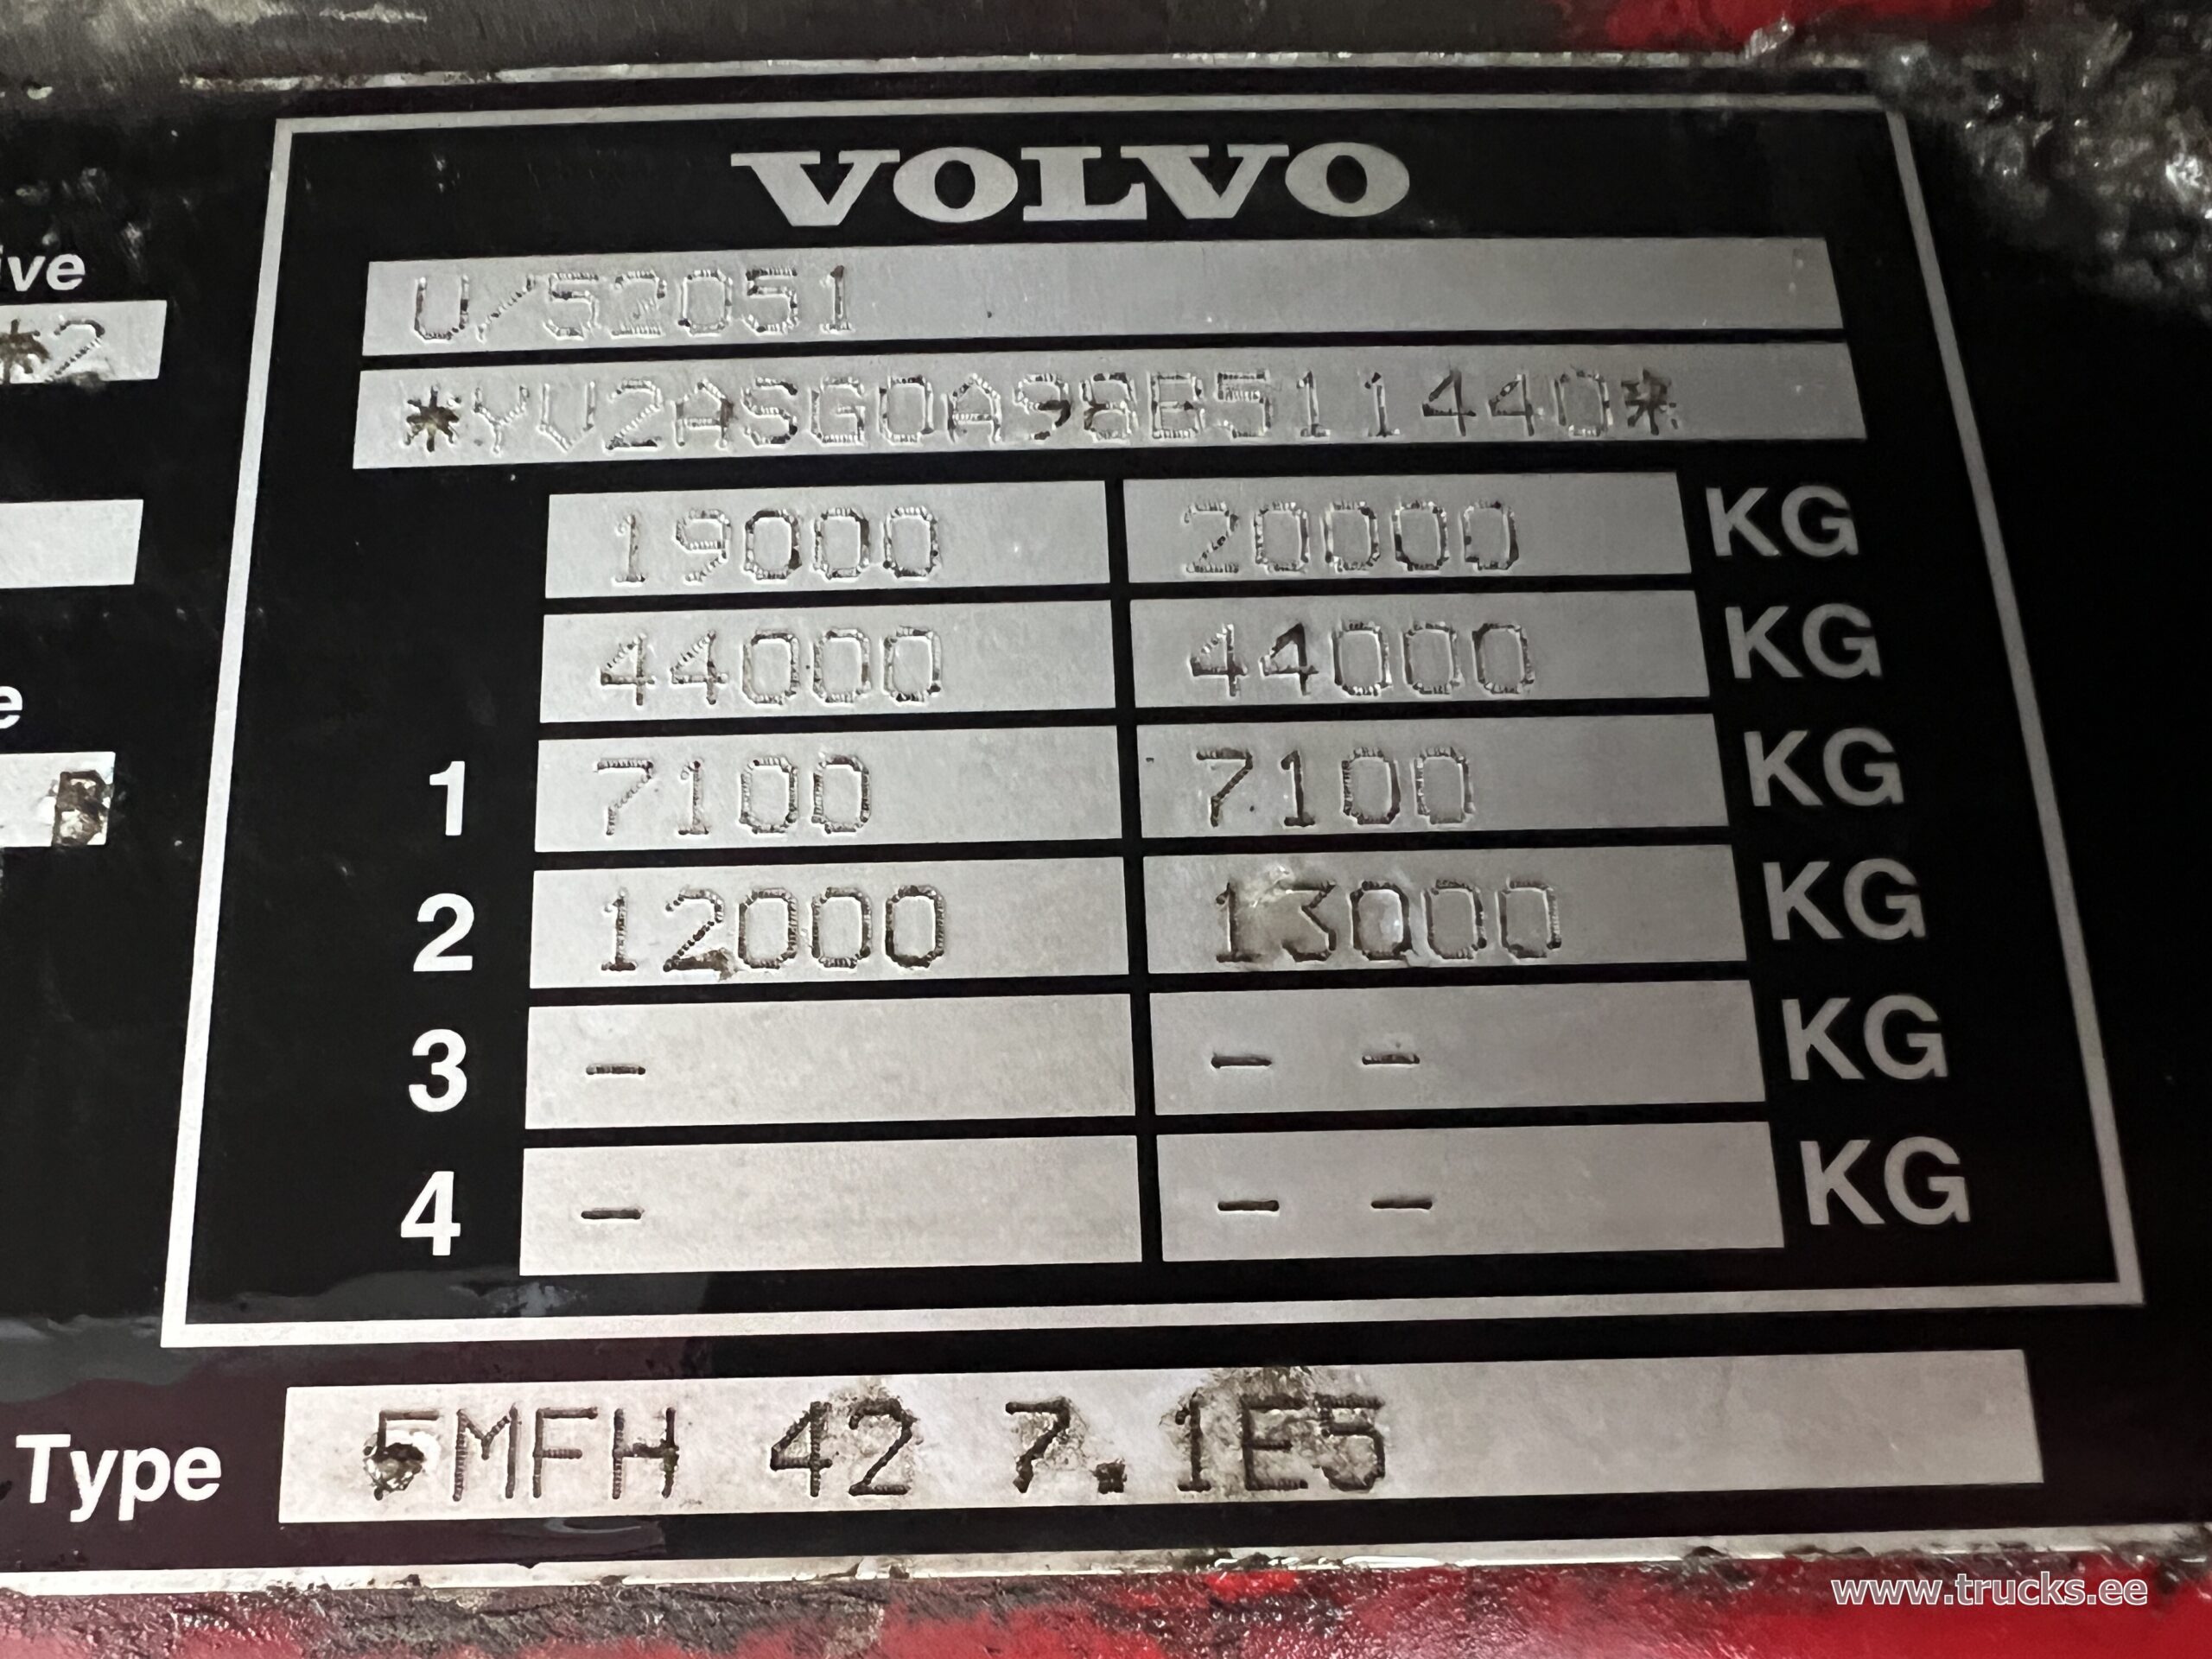 VOLVO
ive
U/52051
*2
*YV2ASG0A98B511440*
19000 20000 KG
44000 44000 KG
e
1 7100 7100 KG
B
2 12000 13000 KG
3 - - - KG
4 - - - KG
Type 5MFH 42 7.1E5
www.trucks.ee